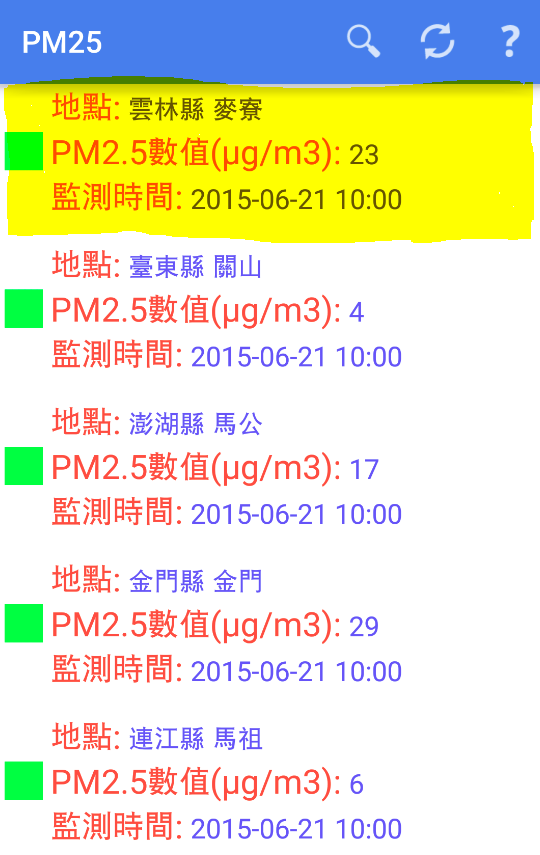 PM25
地點: 雲林縣 麥寮
PM2.5數值(μg/m3): 23
監測時間: 2015-06-21 10:00
地點: 臺東縣 關山
PM2.5數值(μg/m3): 4
監測時間: 2015-06-21 10:00
地點: 澎湖縣 馬公
PM2.5數值(μg/m3): 17
監測時間: 2015-06-21 10:00
地點: 金門縣 金門
PM2.5數值(μg/m3): 29
監測時間: 2015-06-21 10:00
地點: 連江縣 馬祖
PM2.5數值(μg/m3): 6
監測時間: 2015-06-21 10:00